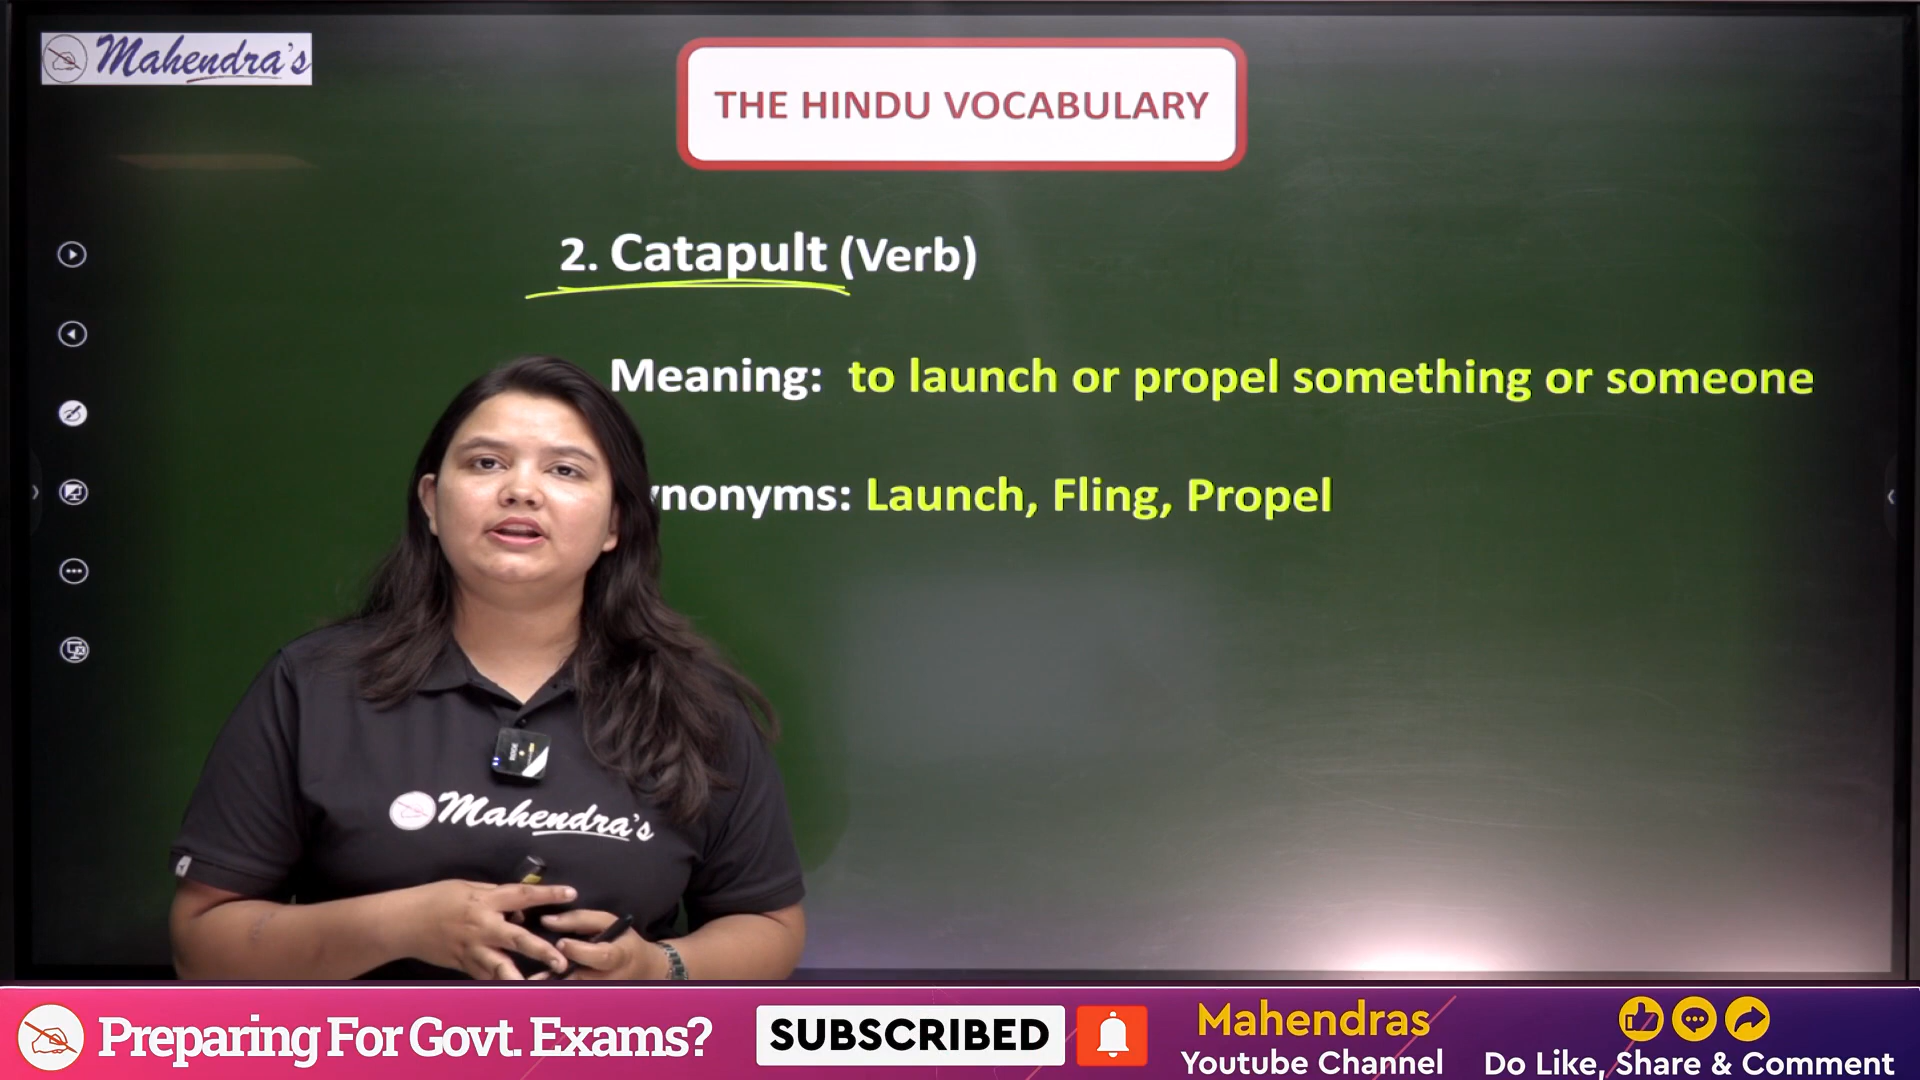 Mahendra's
THE HINDU VOCABULARY
2. Catapult (Verb)
Meaning: to launch or propel something or someone
ynonyms: Launch, Fling, Propel
Mahendra's
Preparing For Govt. Exams?
SUBSCRIBED
Mahendras
Youtube Channel
Do Like, Share & Comment